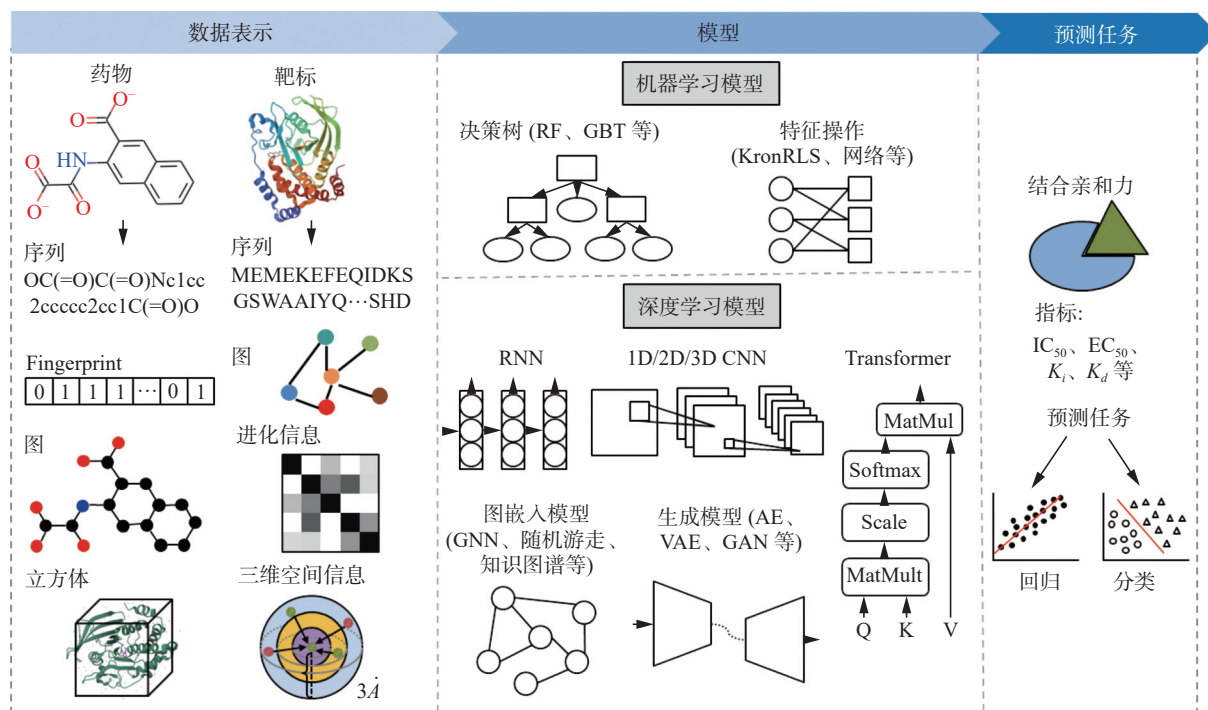 数据表示
模型
预测任务
药物
靶标
O⁻
O
HN
O
O
O⁻
序列
OC(=O)C(=O)Nc1cc
2ccccc2cc1C(=O)O
序列
MEMEKEFEQIDKS
GSWAAIYQ···SHD
Fingerprint
0 1 1 1 ··· 0 1
图
图
进化信息
立方体
三维空间信息
3Ȧ
机器学习模型
决策树 (RF、GBT 等)
特征操作
(KronRLS、网络等)
深度学习模型
RNN
1D/2D/3D CNN
Transformer
MatMul
Softmax
Scale
MatMult
Q K V
图嵌入模型
(GNN、随机游走、
知识图谱等)
生成模型 (AE、
VAE、GAN 等)
结合亲和力
指标:
IC₅₀、EC₅₀、
Kᵢ、K_d 等
预测任务
回归
分类